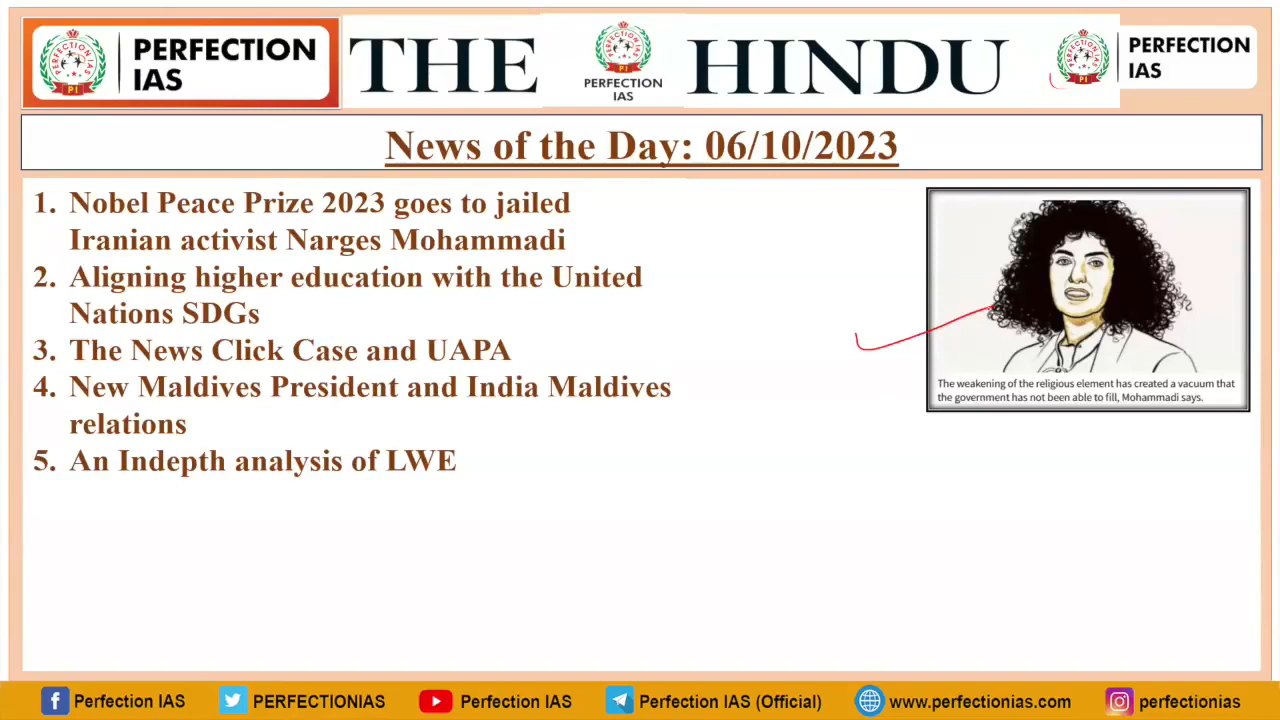 PERFECTION
IAS
THE HINDU
PERFECTION
IAS
PERFECTION
IAS
News of the Day: 06/10/2023
1. Nobel Peace Prize 2023 goes to jailed
Iranian activist Narges Mohammadi
2. Aligning higher education with the United
Nations SDGs
3. The News Click Case and UAPA
4. New Maldives President and India Maldives
relations
5. An Indepth analysis of LWE
The weakening of the religious element has created a vacuum that
the government has not been able to fill, Mohammadi says.
Perfection IAS PERFECTIONIAS Perfection IAS Perfection IAS (Official) www.perfectionias.com perfectionias